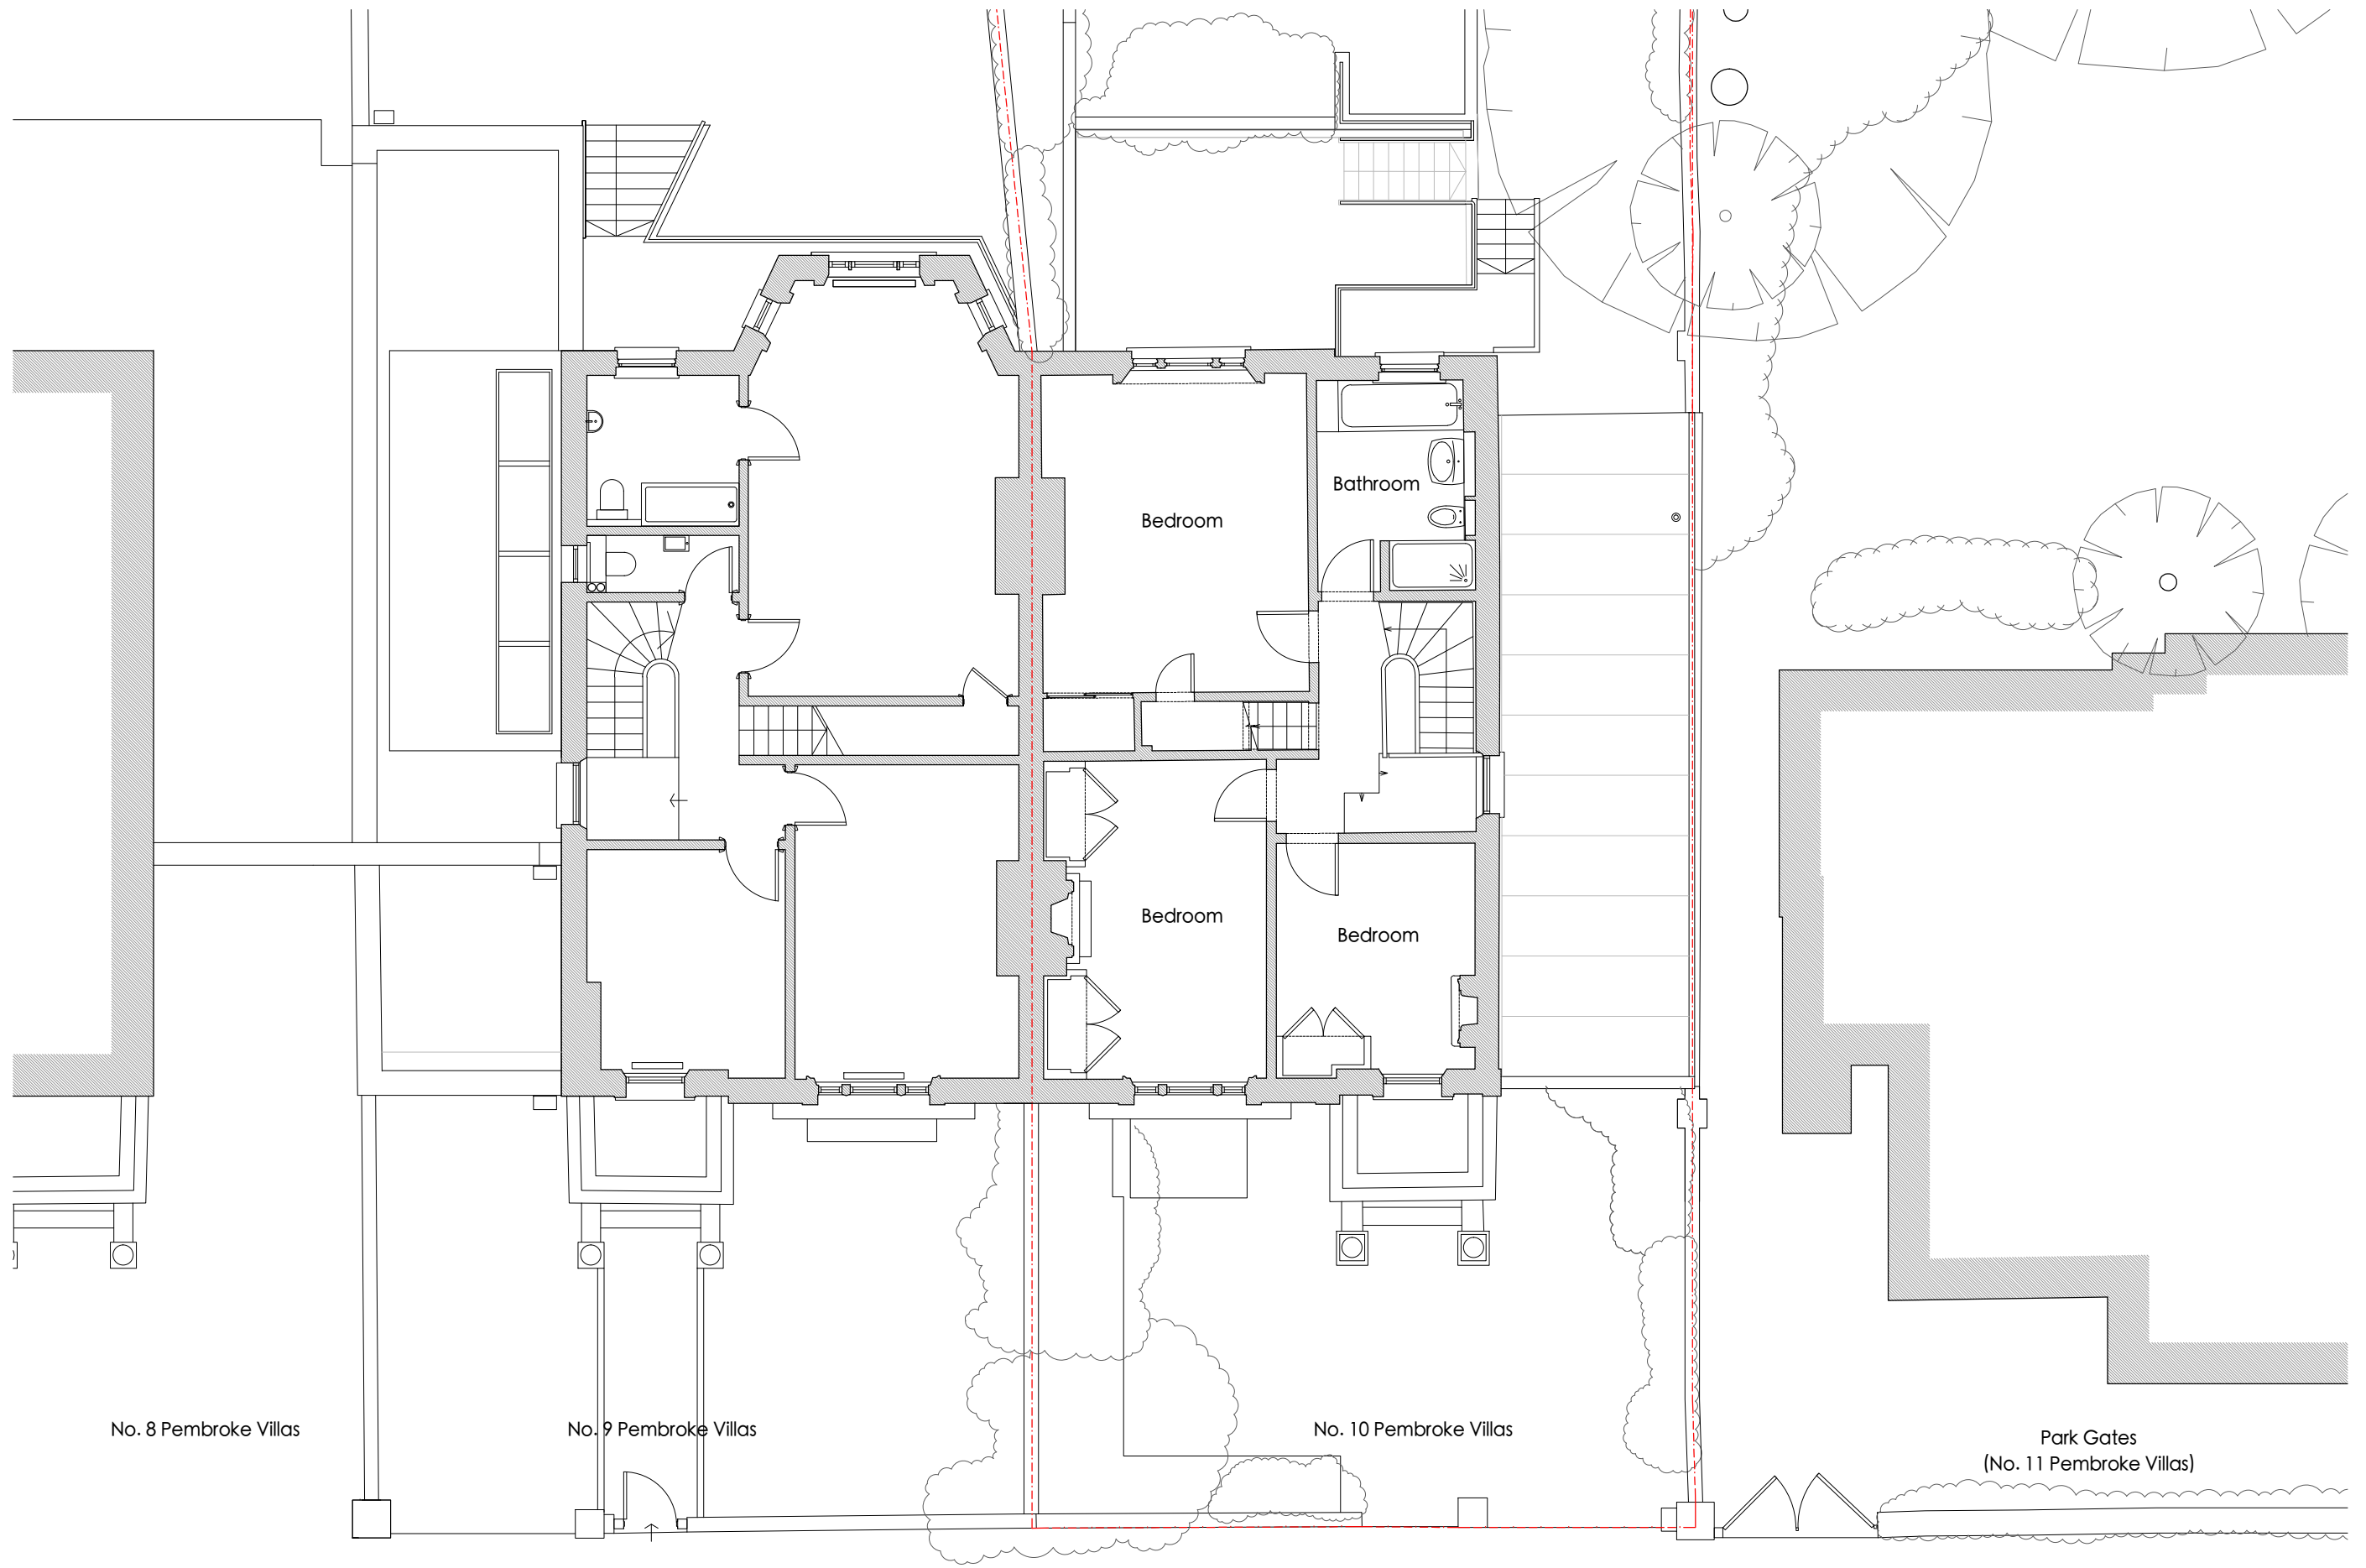 Bathroom
Bedroom
Bedroom
Bedroom
No. 8 Pembroke Villas
No. 9 Pembroke Villas
No. 10 Pembroke Villas
Park Gates
(No. 11 Pembroke Villas)